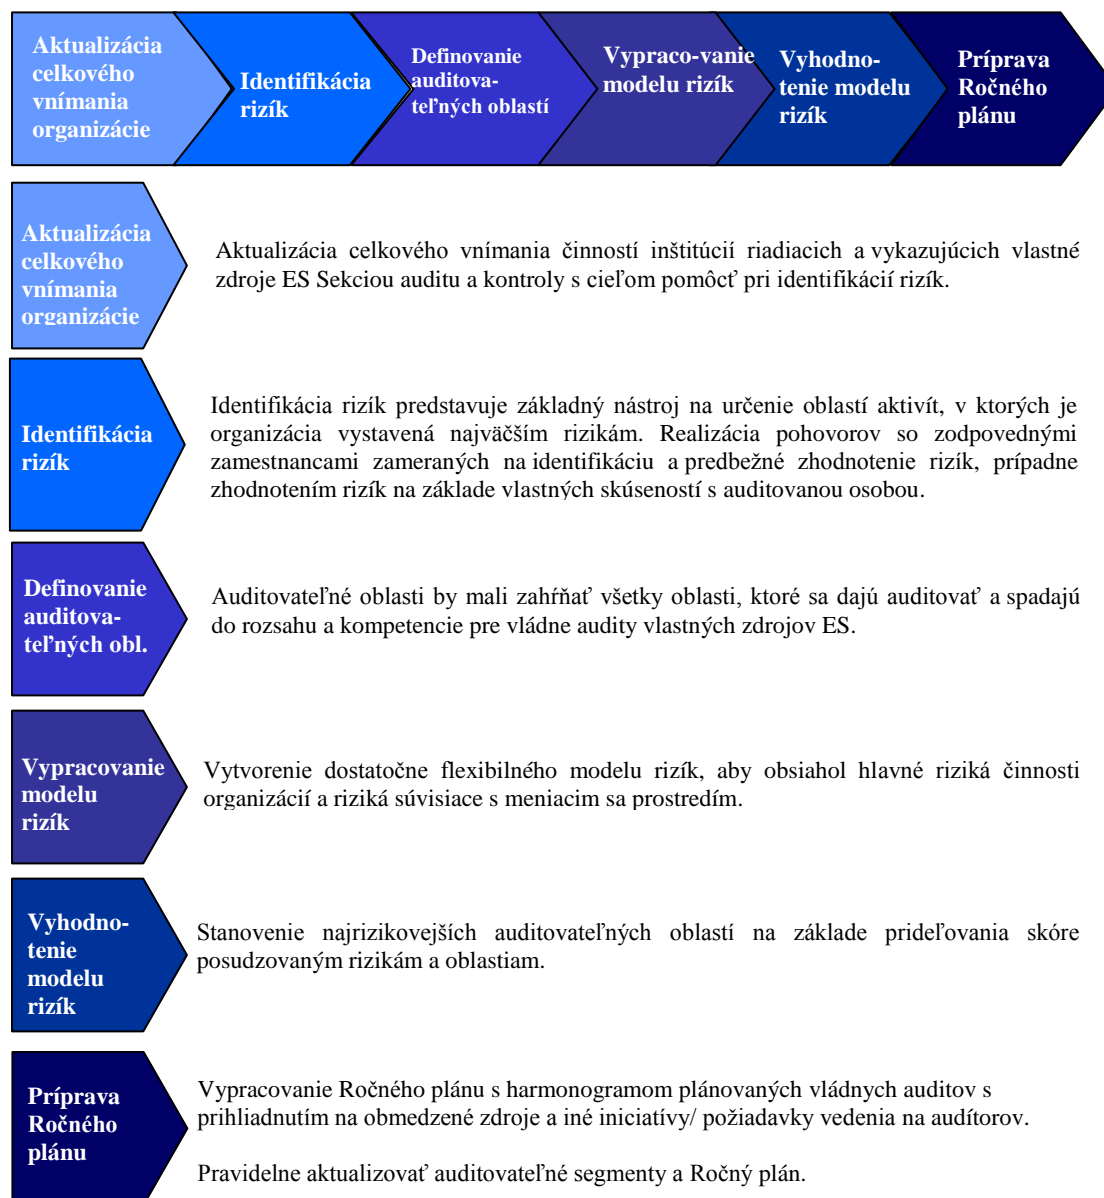 Aktualizácia
celkového
vnímania
organizácie
Identifikácia
rizík
Definovanie
auditova-
teľných oblastí
Vypraco-vanie
modelu rizík
Vyhodno-
tenie modelu
rizík
Príprava
Ročného
plánu
Aktualizácia
celkového
vnímania
organizácie
Aktualizácia celkového vnímania činností inštitúcií riadiacich a vykazujúcich vlastné
zdroje ES Sekciou auditu a kontroly s cieľom pomôcť pri identifikácií rizík.
Identifikácia
rizík
Identifikácia rizík predstavuje základný nástroj na určenie oblastí aktivít, v ktorých je
organizácia vystavená najväčším rizikám. Realizácia pohovorov so zodpovednými
zamestnancami zameraných na identifikáciu a predbežné zhodnotenie rizík, prípadne
zhodnotením rizík na základe vlastných skúseností s auditovanou osobou.
Definovanie
auditova-
teľných obl.
Auditovateľné oblasti by mali zahŕňať všetky oblasti, ktoré sa dajú auditovať a spadajú
do rozsahu a kompetencie pre vládne audity vlastných zdrojov ES.
Vypracovanie
modelu
rizík
Vytvorenie dostatočne flexibilného modelu rizík, aby obsiahol hlavné riziká činnosti
organizácií a riziká súvisiace s meniacim sa prostredím.
Vyhodno-
tenie
modelu
rizík
Stanovenie najrizikovejších auditovateľných oblastí na základe prideľovania skóre
posudzovaným rizikám a oblastiam.
Príprava
Ročného
plánu
Vypracovanie Ročného plánu s harmonogramom plánovaných vládnych auditov s
prihliadnutím na obmedzené zdroje a iné iniciatívy/ požiadavky vedenia na audítorov.
Pravidelne aktualizovať auditovateľné segmenty a Ročný plán.